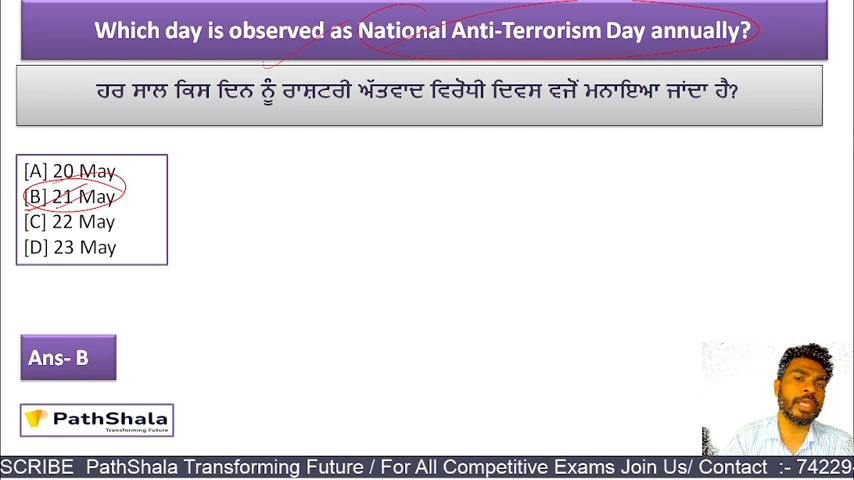 Which day is observed as National Anti-Terrorism Day annually?
ਹਰ ਸਾਲ ਕਿਸ ਦਿਨ ਨੂੰ ਰਾਸ਼ਟਰੀ ਅੱਤਵਾਦ ਵਿਰੋਧੀ ਦਿਵਸ ਵਜੋਂ ਮਨਾਇਆ ਜਾਂਦਾ ਹੈ?
[A] 20 May
[B] 21 May
[C] 22 May
[D] 23 May
Ans- B
PathShala
Transforming Future
SCRIBE PathShala Transforming Future / For All Competitive Exams Join Us/ Contact :- 74229-